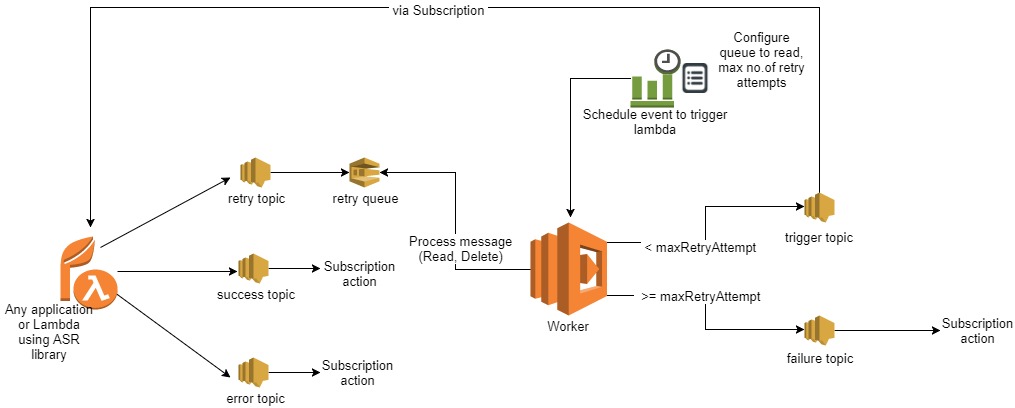 via Subscription
Configure
queue to read,
max no.of retry
attempts
Schedule event to trigger
lambda
retry topic
retry queue
Process message
(Read, Delete)
< maxRetryAttempt
trigger topic
success topic
Subscription
action
>= maxRetryAttempt
Worker
Any application
or Lambda
using ASR
library
failure topic
Subscription
action
error topic
Subscription
action